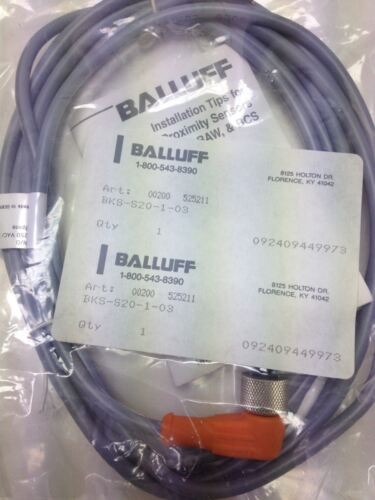 BALLUFF
Installation Tips for
Proximity Sensors
BAW, & BCS
BALLUFF
1-800-543-8390
8125 HOLTON DR.
FLORENCE, KY 41042
Art: 00200 525211
BKS-S20-1-03
Qty 1
092409449973
BALLUFF
1-800-543-8390
8125 HOLTON DR.
FLORENCE, KY 41042
Art: 00200 525211
BKS-S20-1-03
Qty 1
092409449973
250 VAC